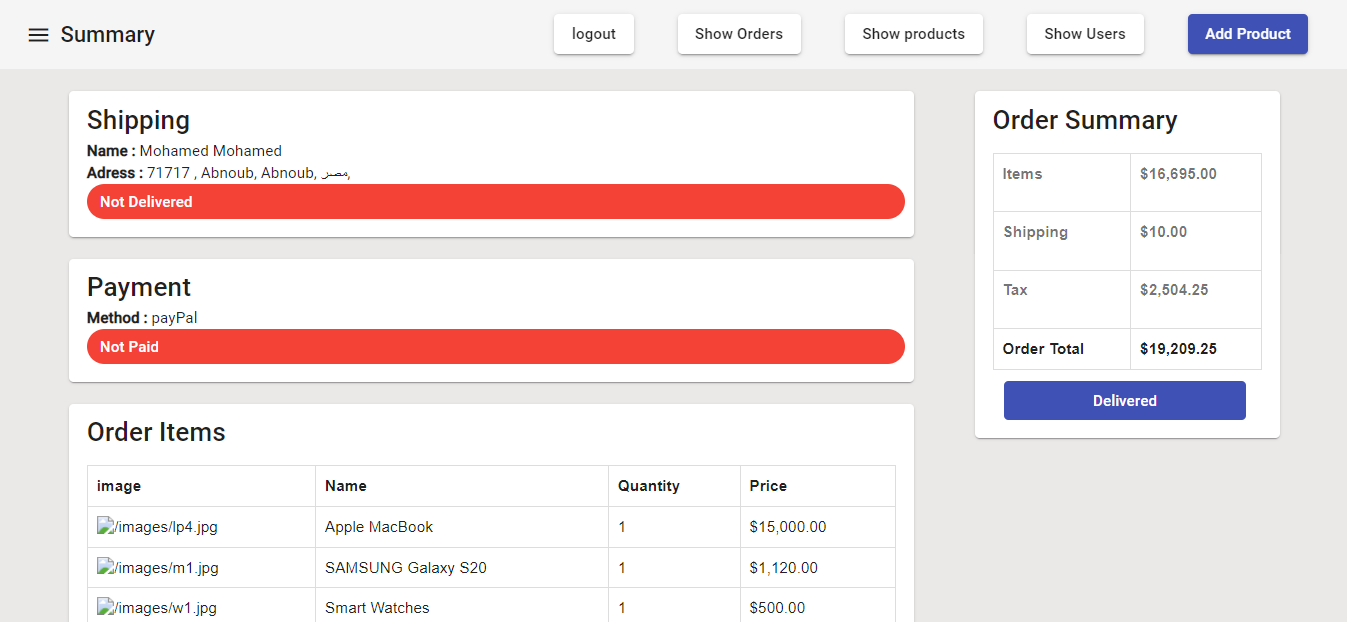 Summary
logout
Show Orders
Show products
Show Users
Add Product
Shipping
Name : Mohamed Mohamed
Adress : 71717 , Abnoub, Abnoub, مصر,
Not Delivered
Payment
Method : payPal
Not Paid
Order Items
image Name Quantity Price
/images/lp4.jpg Apple MacBook 1 $15,000.00
/images/m1.jpg SAMSUNG Galaxy S20 1 $1,120.00
/images/w1.jpg Smart Watches 1 $500.00
Order Summary
Items $16,695.00
Shipping $10.00
Tax $2,504.25
Order Total $19,209.25
Delivered